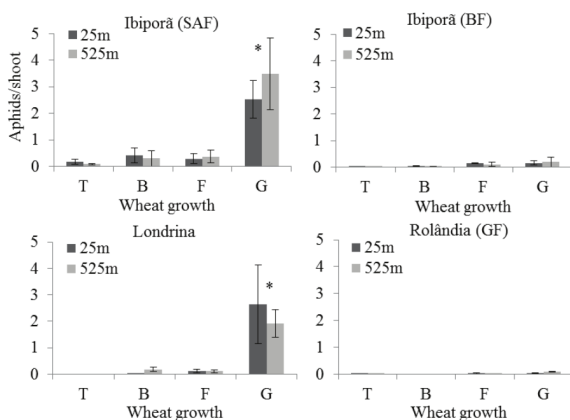 Ibiporã (SAF)
Aphids/shoot
5
4
3
2
1
0
25m
525m
*
T B F G
Wheat growth
Ibiporã (BF)
5
4
3
2
1
0
25m
525m
T B F G
Wheat growth
Londrina
5
4
3
2
1
0
25m
525m
*
T B F G
Wheat growth
Rolândia (GF)
5
4
3
2
1
0
25m
525m
T B F G
Wheat growth